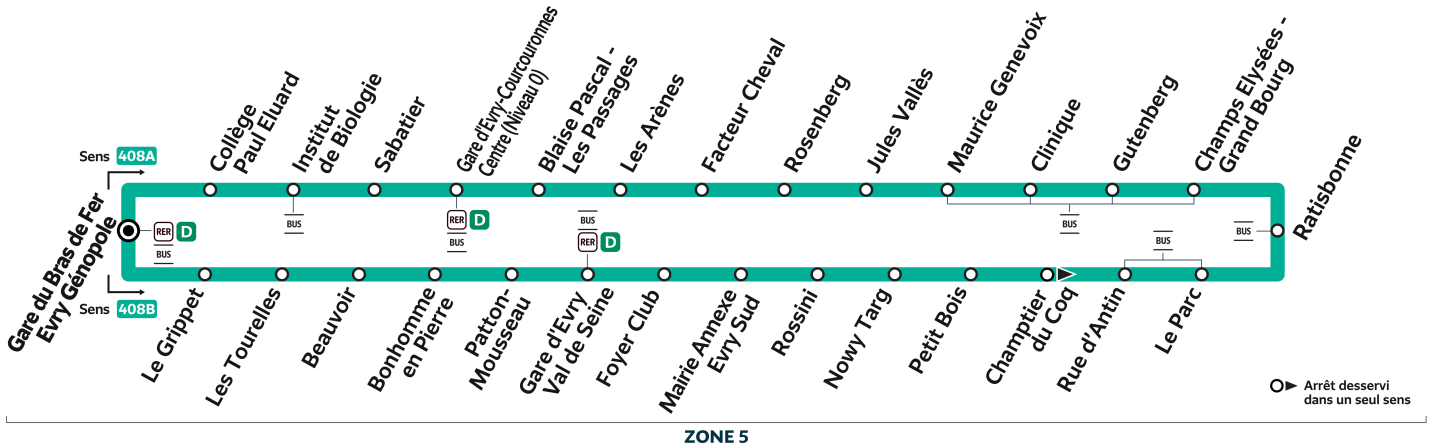 Sens 408A
Gare du Bras de Fer
Evry Génopole
Collège
Paul Eluard
Institut
de Biologie
Sabatier
Gare d'Evry-Courcouronnes
Centre (Niveau 0)
Blaise Pascal -
Les Passages
Les Arènes
Facteur Cheval
Rosenberg
Jules Vallès
Maurice Genevoix
Clinique
Gutenberg
Champs Elysées -
Grand Bourg
Ratisbonne
RER D
BUS
BUS
RER D
BUS
BUS
RER D
BUS
BUS
BUS
Sens 408B
Le Grippet
Les Tourelles
Beauvoir
Bonhomme
en Pierre
Patton-
Mousseau
Gare d'Evry
Val de Seine
Foyer Club
Mairie Annexe
Evry Sud
Rossini
Nowy Targ
Petit Bois
Champtier
du Coq
Rue d'Antin
Le Parc
Arrêt desservi
dans un seul sens
ZONE 5